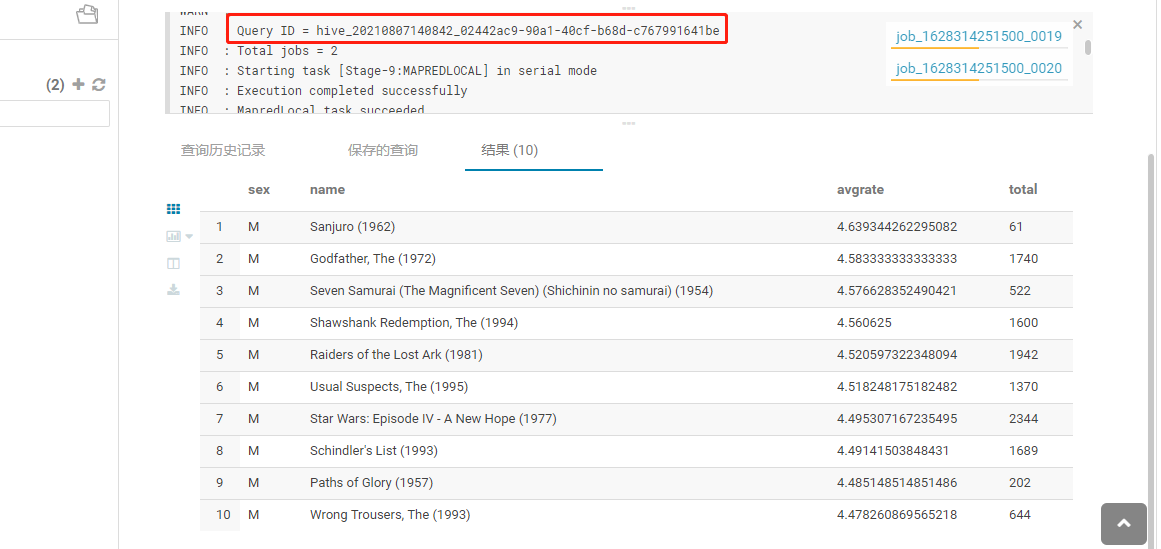 WARN
INFO Query ID = hive_20210807140842_02442ac9-90a1-40cf-b68d-c767991641be
INFO : Total jobs = 2
INFO : Starting task [Stage-9:MAPREDLOCAL] in serial mode
INFO : Execution completed successfully
INFO : MapredLocal task succeeded
job_1628314251500_0019
job_1628314251500_0020
(2)
查询历史记录 保存的查询 结果 (10)
sex name avgrate total
1 M Sanjuro (1962) 4.639344262295082 61
2 M Godfather, The (1972) 4.583333333333333 1740
3 M Seven Samurai (The Magnificent Seven) (Shichinin no samurai) (1954) 4.576628352490421 522
4 M Shawshank Redemption, The (1994) 4.560625 1600
5 M Raiders of the Lost Ark (1981) 4.520597322348094 1942
6 M Usual Suspects, The (1995) 4.518248175182482 1370
7 M Star Wars: Episode IV - A New Hope (1977) 4.495307167235495 2344
8 M Schindler's List (1993) 4.49141503848431 1689
9 M Paths of Glory (1957) 4.485148514851486 202
10 M Wrong Trousers, The (1993) 4.478260869565218 644